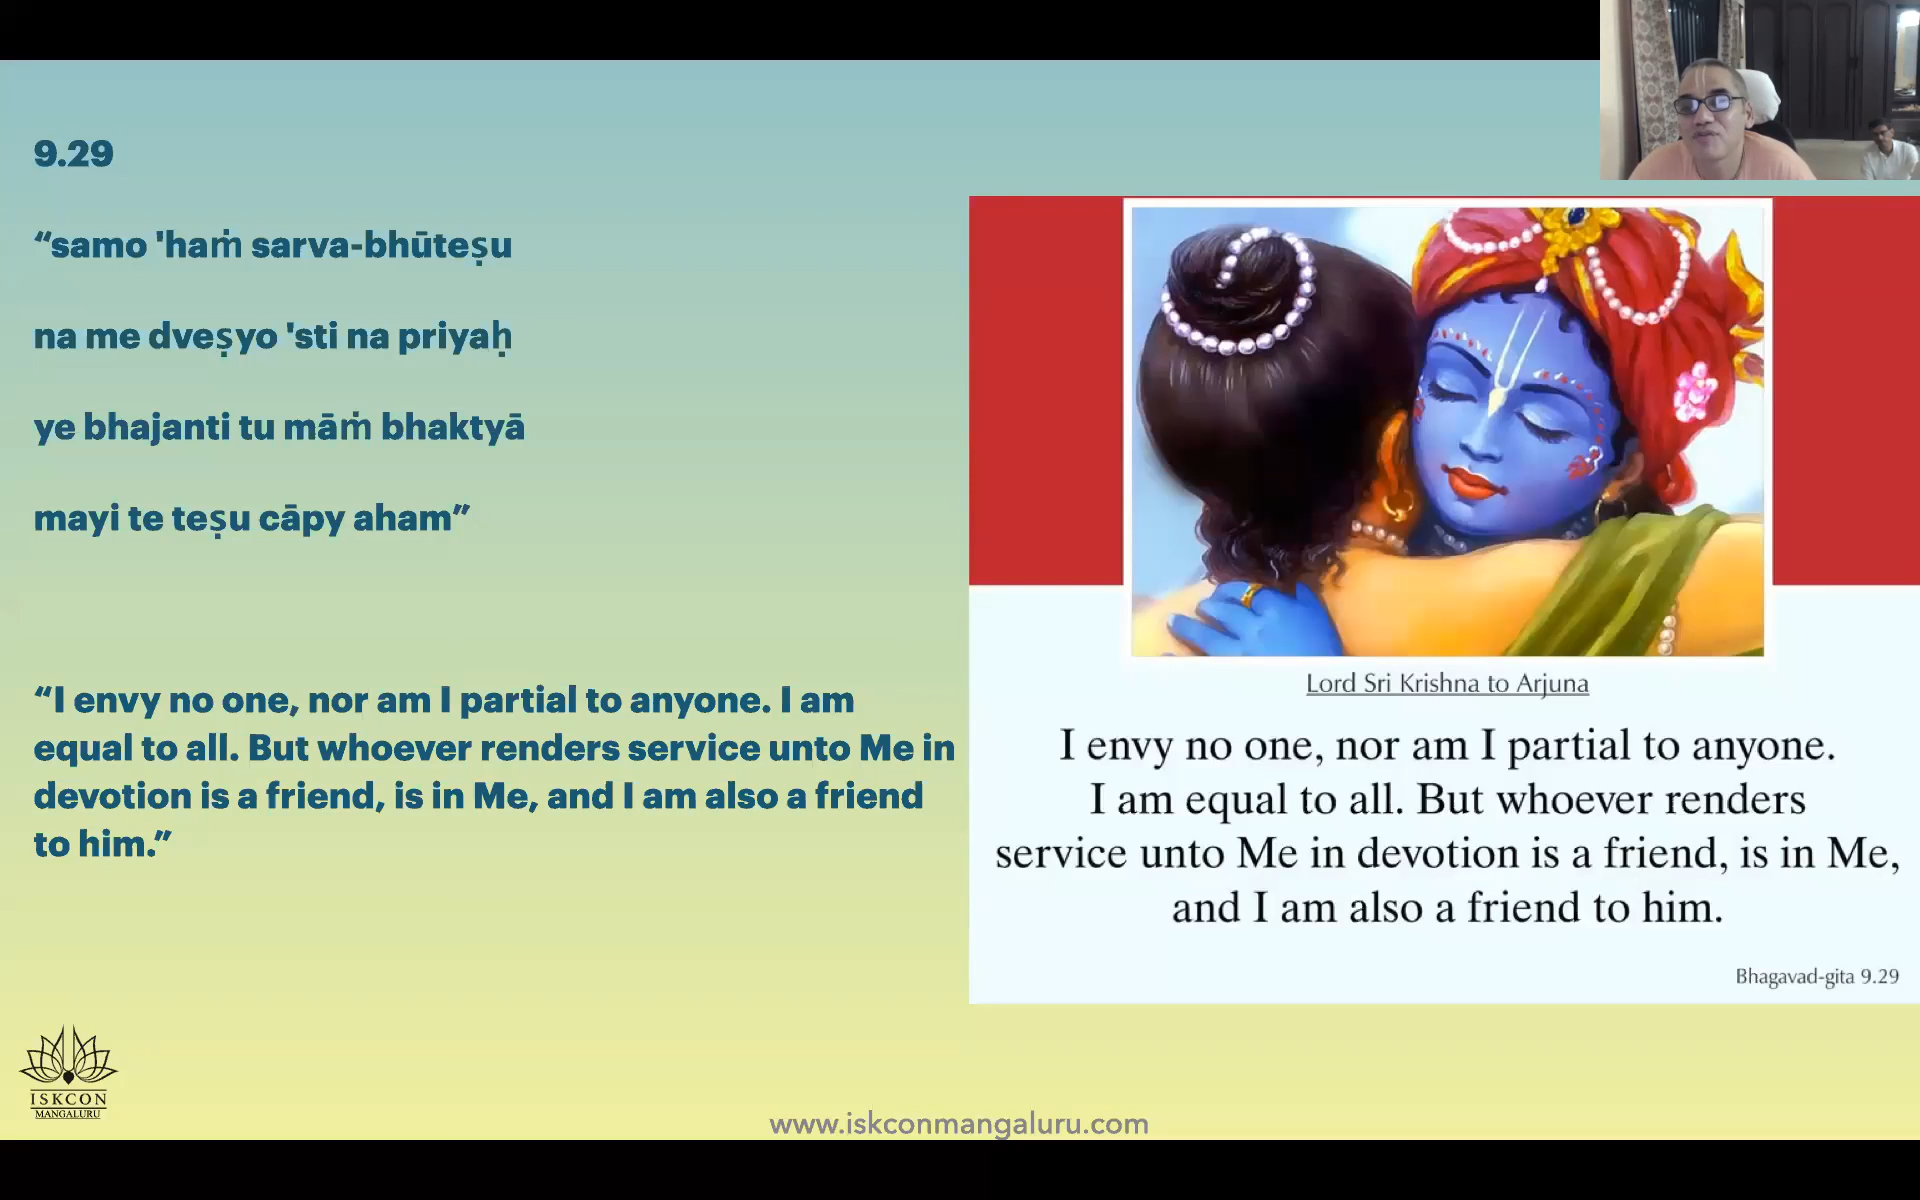 9.29
“samo 'haṁ sarva-bhūteṣu
na me dveṣyo 'sti na priyaḥ
ye bhajanti tu māṁ bhaktyā
mayi te teṣu cāpy aham”
“I envy no one, nor am I partial to anyone. I am
equal to all. But whoever renders service unto Me in
devotion is a friend, is in Me, and I am also a friend
to him.”
Lord Sri Krishna to Arjuna
I envy no one, nor am I partial to anyone.
I am equal to all. But whoever renders
service unto Me in devotion is a friend, is in Me,
and I am also a friend to him.
Bhagavad-gita 9.29
ISKCON
MANGALURU
www.iskconmangaluru.com